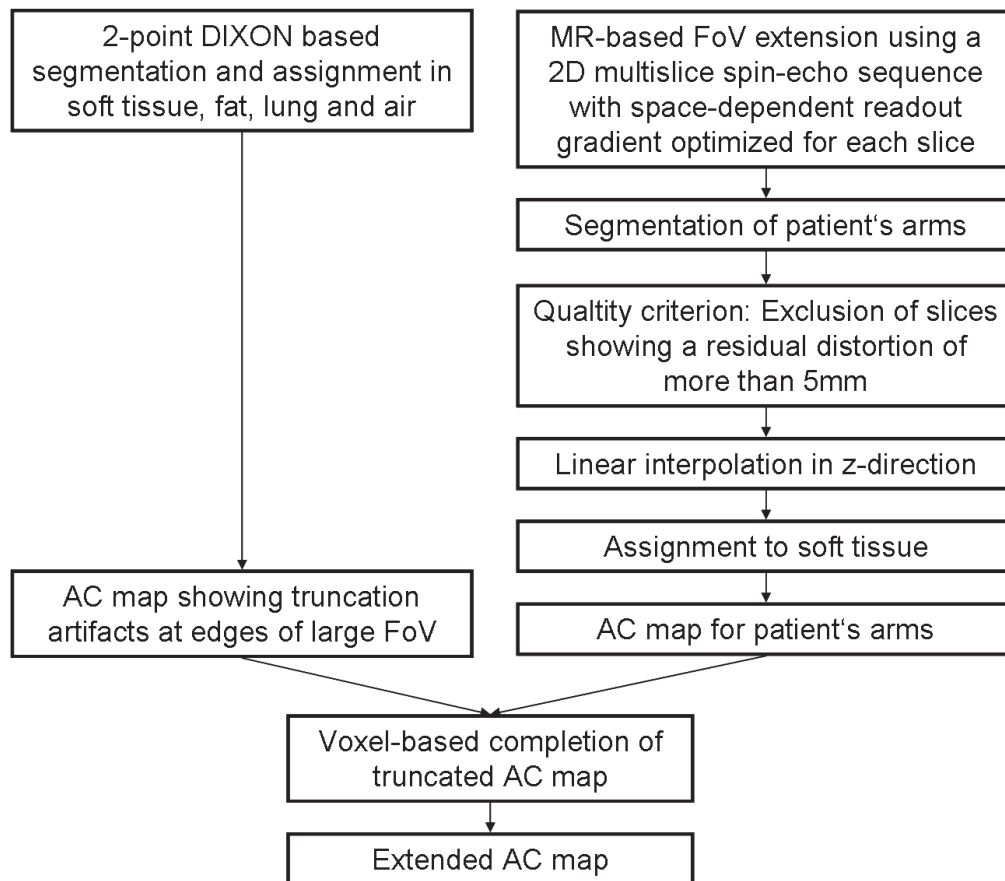 2-point DIXON based
segmentation and assignment in
soft tissue, fat, lung and air
MR-based FoV extension using a
2D multislice spin-echo sequence
with space-dependent readout
gradient optimized for each slice
Segmentation of patient‘s arms
Qualtity criterion: Exclusion of slices
showing a residual distortion of
more than 5mm
Linear interpolation in z-direction
Assignment to soft tissue
AC map showing truncation
artifacts at edges of large FoV
AC map for patient‘s arms
Voxel-based completion of
truncated AC map
Extended AC map